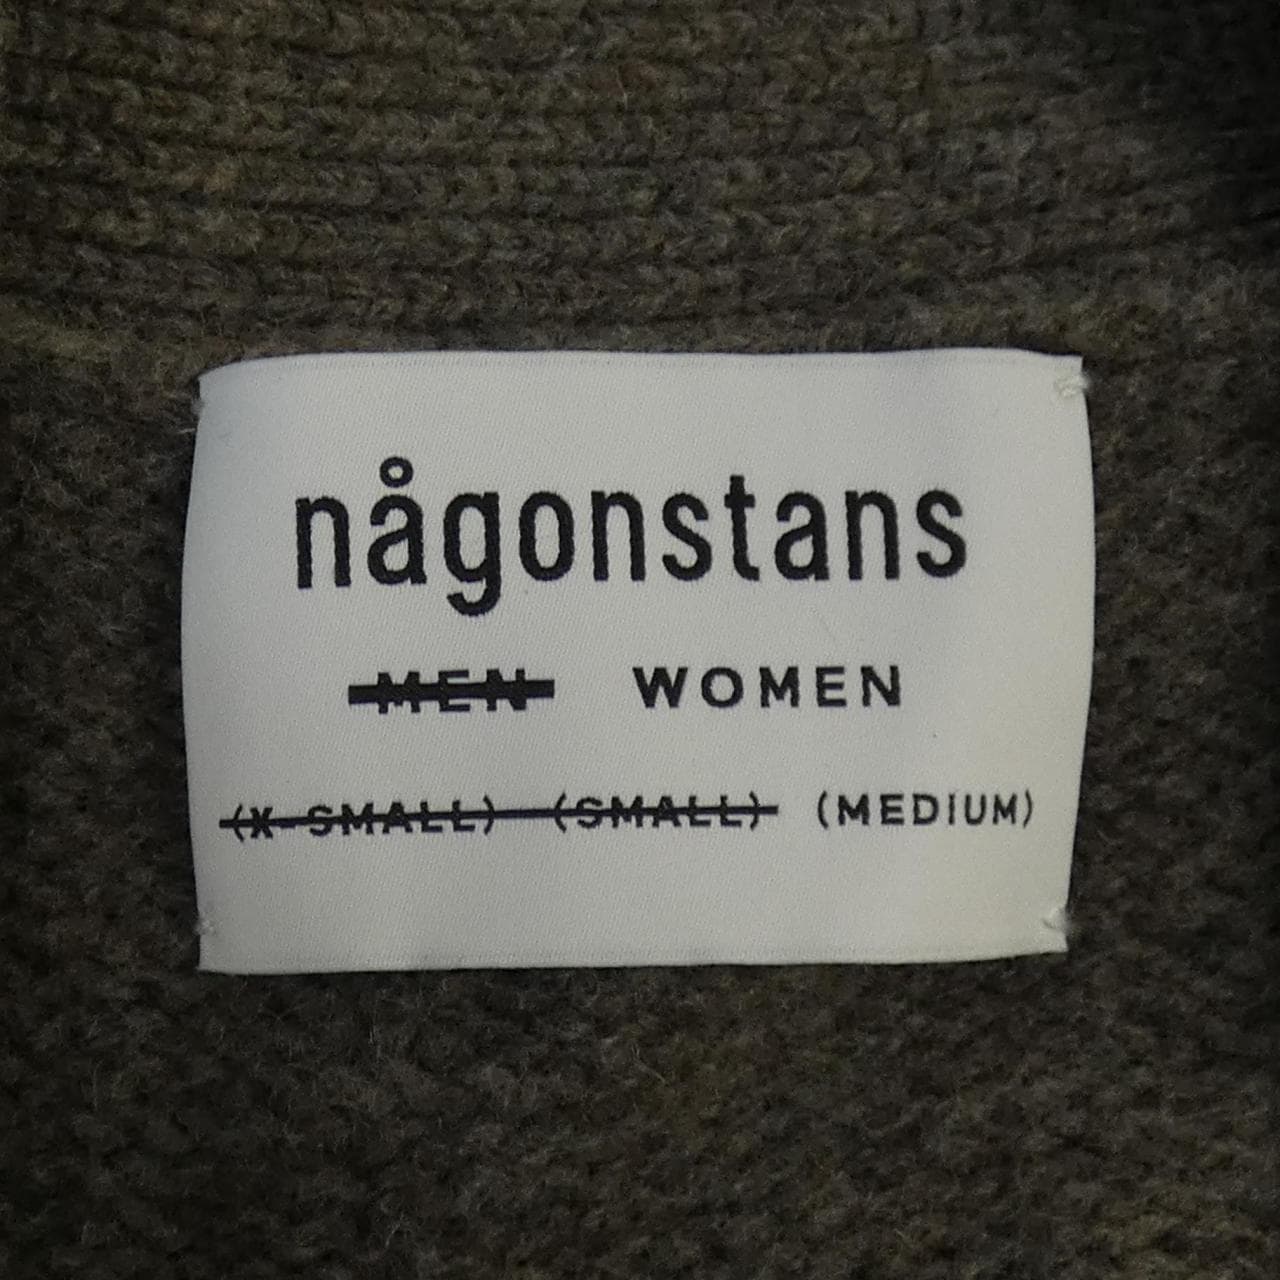 någonstans
MEN WOMEN
(X-SMALL) (SMALL) (MEDIUM)